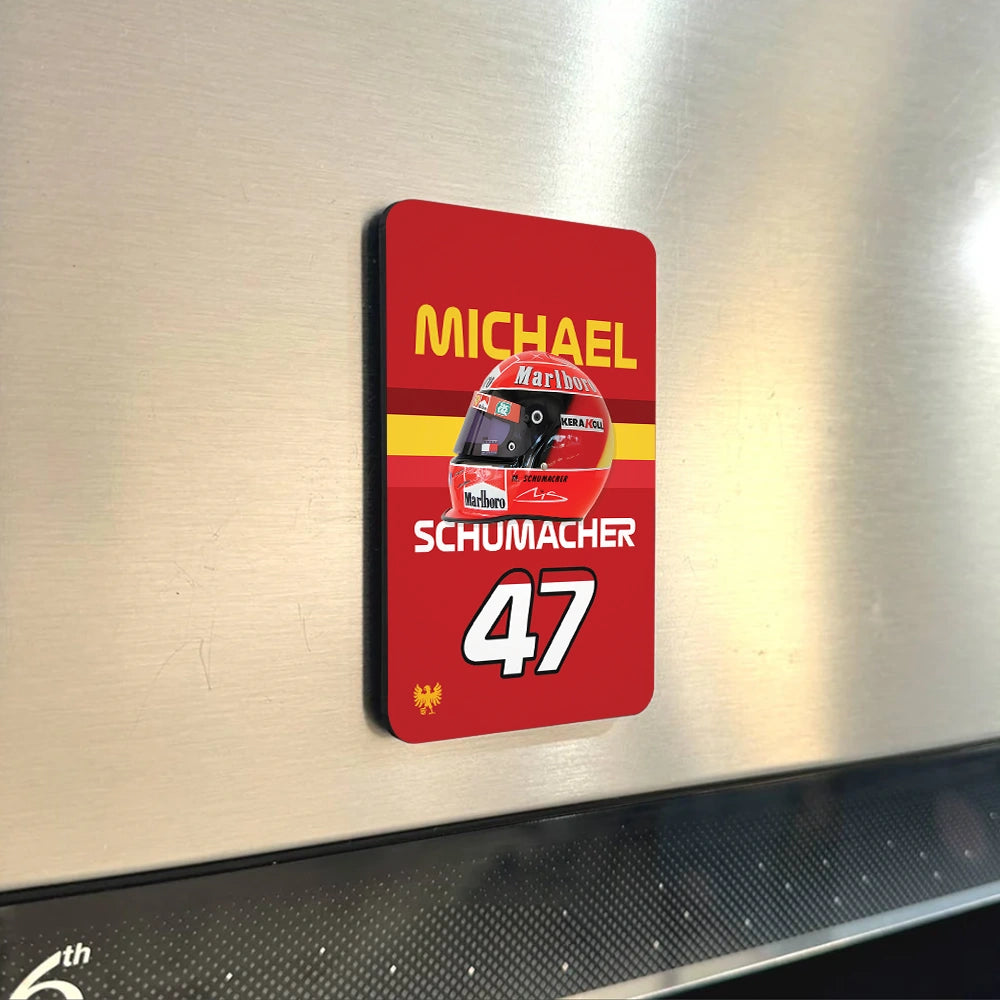 MICHAEL
Marlboro
KERAKOLL
M. SCHUMACHER
Marlboro
SCHUMACHER
47
6th